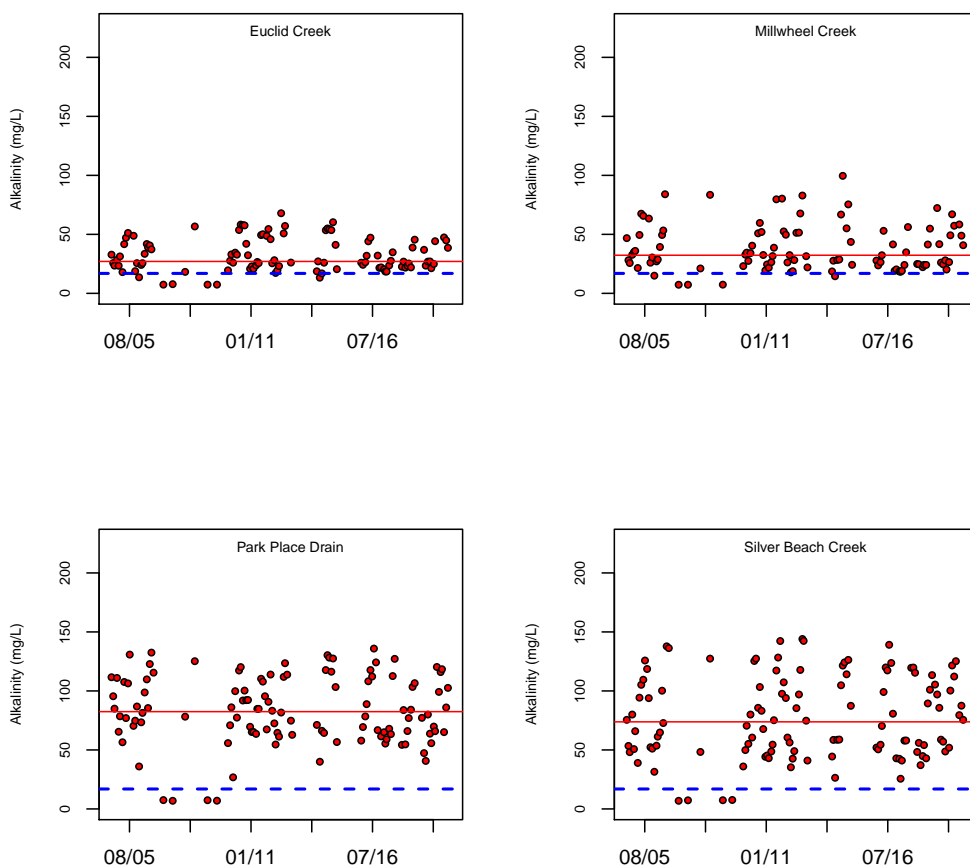 Euclid Creek
Alkalinity (mg/L)
200
150
100
50
0
08/05 01/11 07/16
Millwheel Creek
Alkalinity (mg/L)
200
150
100
50
0
08/05 01/11 07/16
Park Place Drain
Alkalinity (mg/L)
200
150
100
50
0
08/05 01/11 07/16
Silver Beach Creek
Alkalinity (mg/L)
200
150
100
50
0
08/05 01/11 07/16